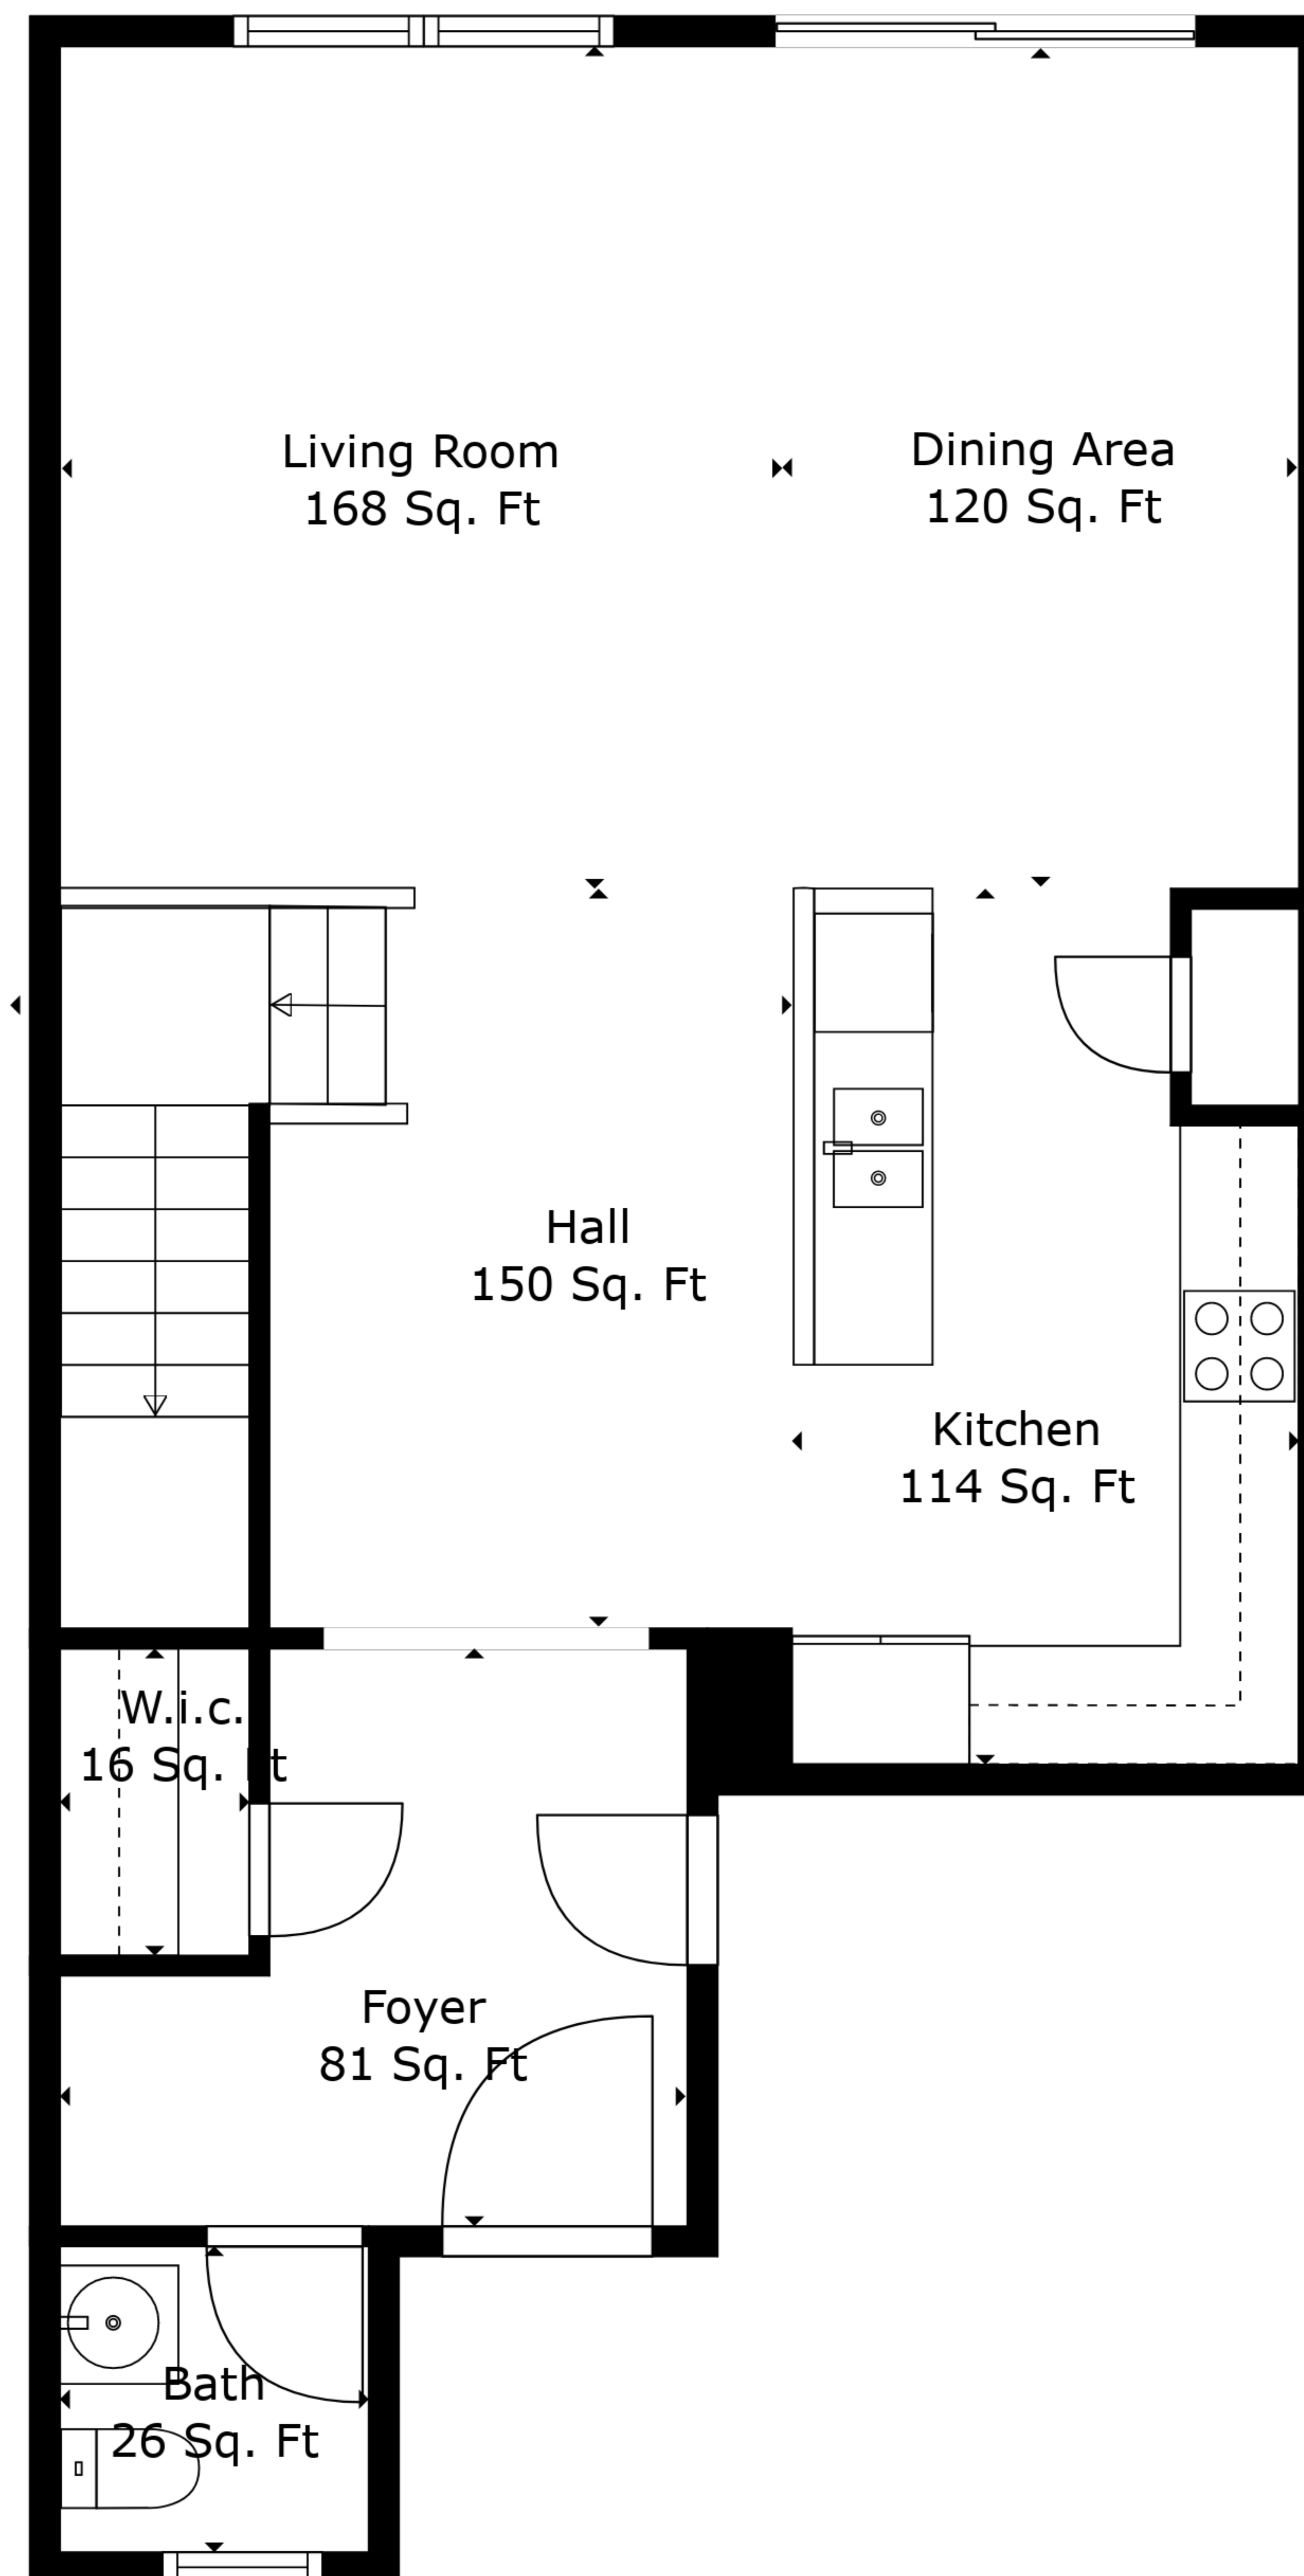 Living Room
168 Sq. Ft
Dining Area
120 Sq. Ft
Hall
150 Sq. Ft
Kitchen
114 Sq. Ft
W.i.c.
16 Sq. Ft
Foyer
81 Sq. Ft
Bath
26 Sq. Ft